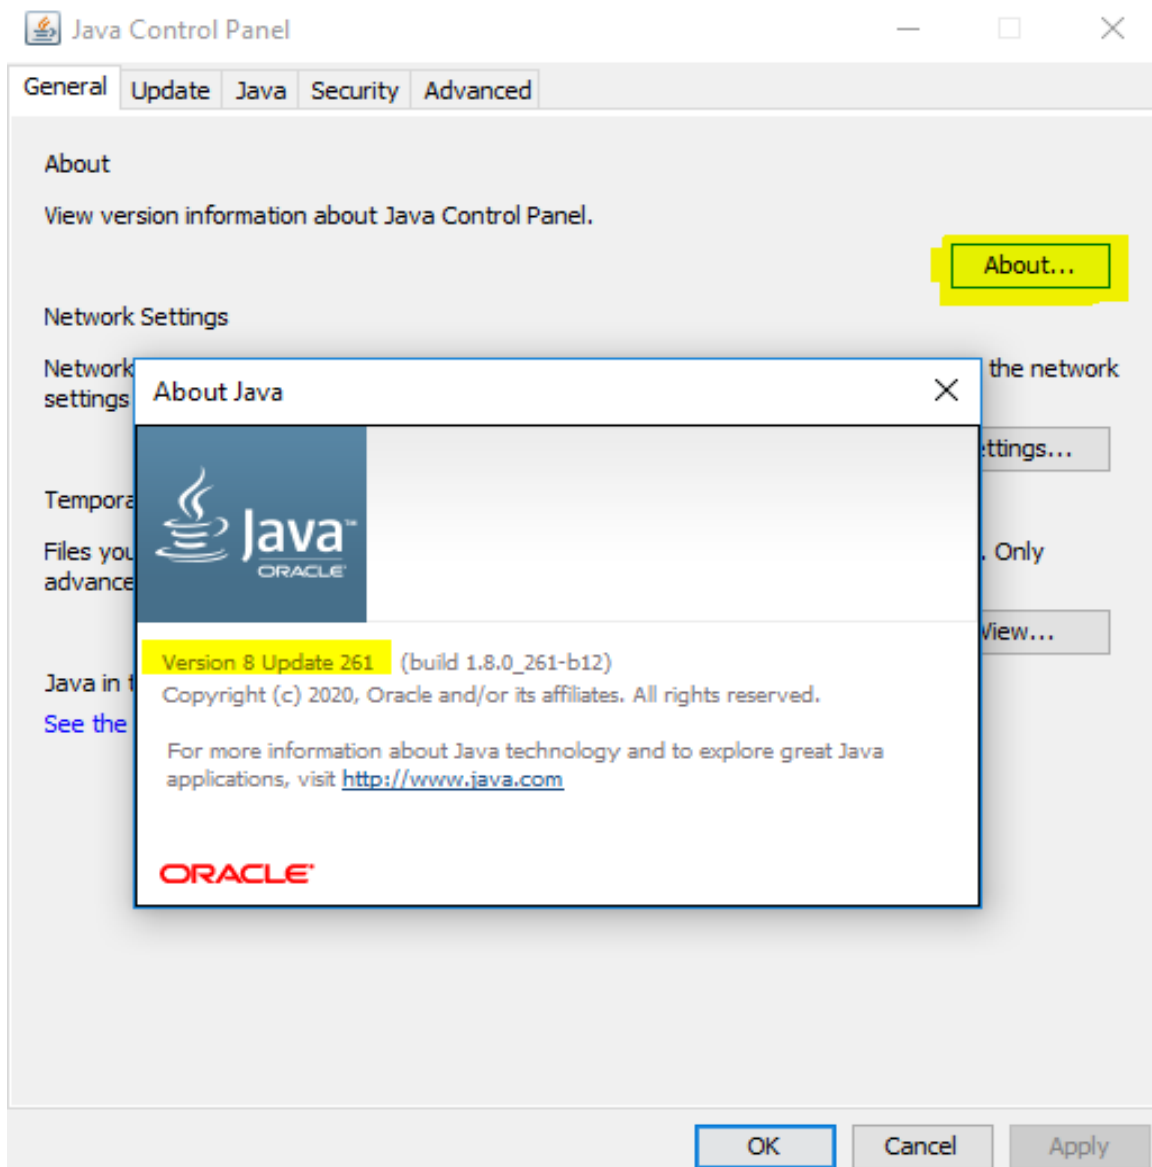 Java Control Panel
General Update Java Security Advanced
About
View version information about Java Control Panel.
About...
Network Settings
Network the network
settings
ettings...
About Java
Java™
ORACLE
Tempora
Files you . Only
advance
View...
Version 8 Update 261 (build 1.8.0_261-b12)
Copyright (c) 2020, Oracle and/or its affiliates. All rights reserved.
For more information about Java technology and to explore great Java
applications, visit http://www.java.com
ORACLE
Java in t
See the
OK Cancel Apply